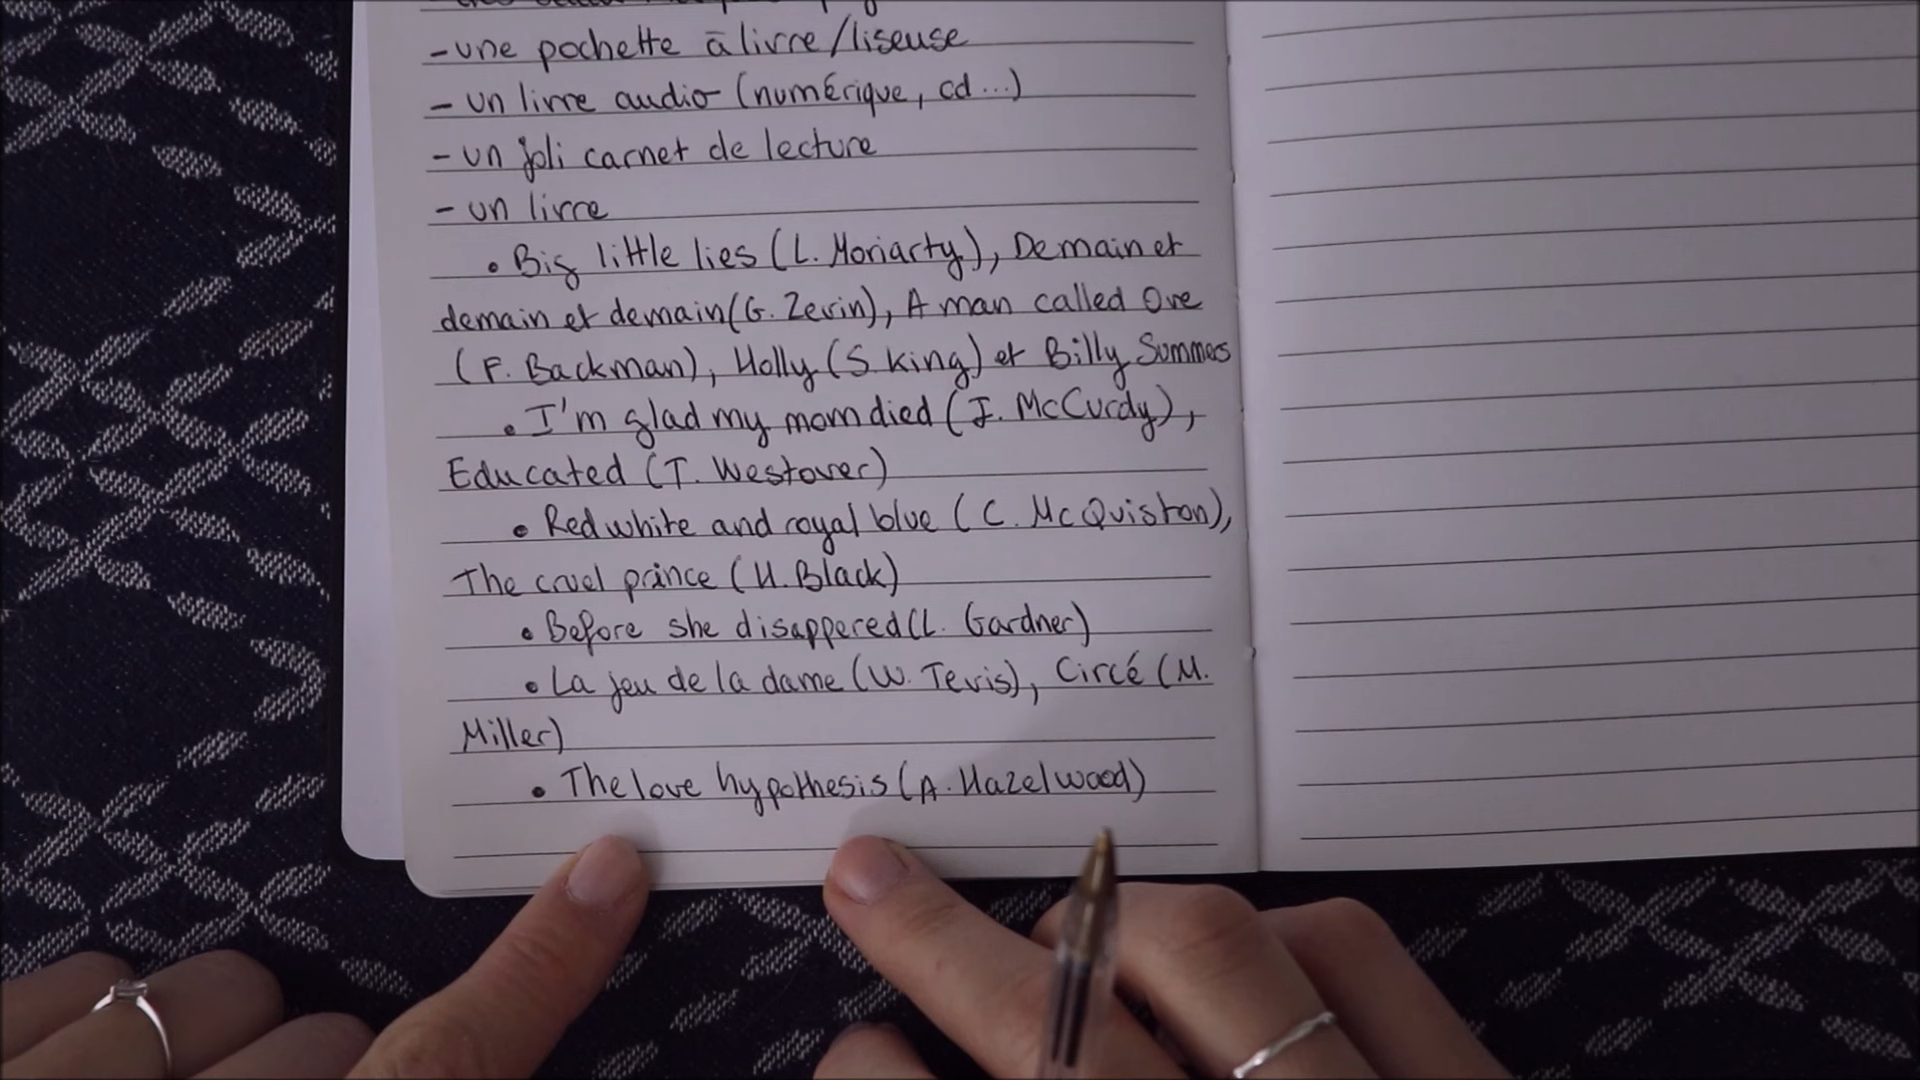 - une pochette à livre/liseuse
- un livre audio (numérique, cd...)
- un joli carnet de lecture
- un livre
• Big little lies (L. Moriarty), Demain et
demain et demain (G. Zevin), A man called Ove
(F. Backman), Holly (S. King) et Billy Summers
• I'm glad my mom died (J. McCurdy),
Educated (T. Westover)
• Red white and royal blue (C. McQuiston),
The cruel prince (H. Black)
• Before she disappered (L. Gardner)
• La jeu de la dame (W. Tevis), Circé (M.
Miller)
• The love hypothesis (A. Hazelwood)